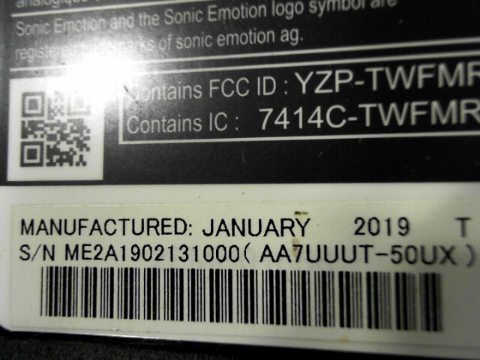 analogique
Sonic Emotion and the Sonic Emotion logo symbol are
registered trademarks of sonic emotion ag.
Contains FCC ID : YZP-TWFMR
Contains IC : 7414C-TWFMR
MANUFACTURED: JANUARY 2019 T
S/N ME2A1902131000( AA7UUUT-50UX )